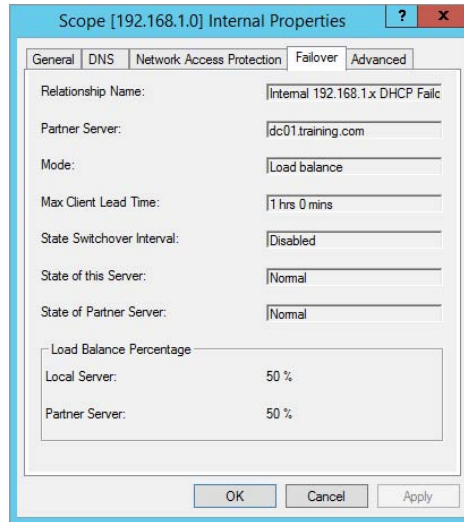 Scope [192.168.1.0] Internal Properties ? x
General DNS Network Access Protection Failover Advanced
Relationship Name: Internal 192.168.1.x DHCP Failc
Partner Server: dc01.training.com
Mode: Load balance
Max Client Lead Time: 1 hrs 0 mins
State Switchover Interval: Disabled
State of this Server: Normal
State of Partner Server: Normal
Load Balance Percentage
Local Server: 50 %
Partner Server: 50 %
OK Cancel Apply